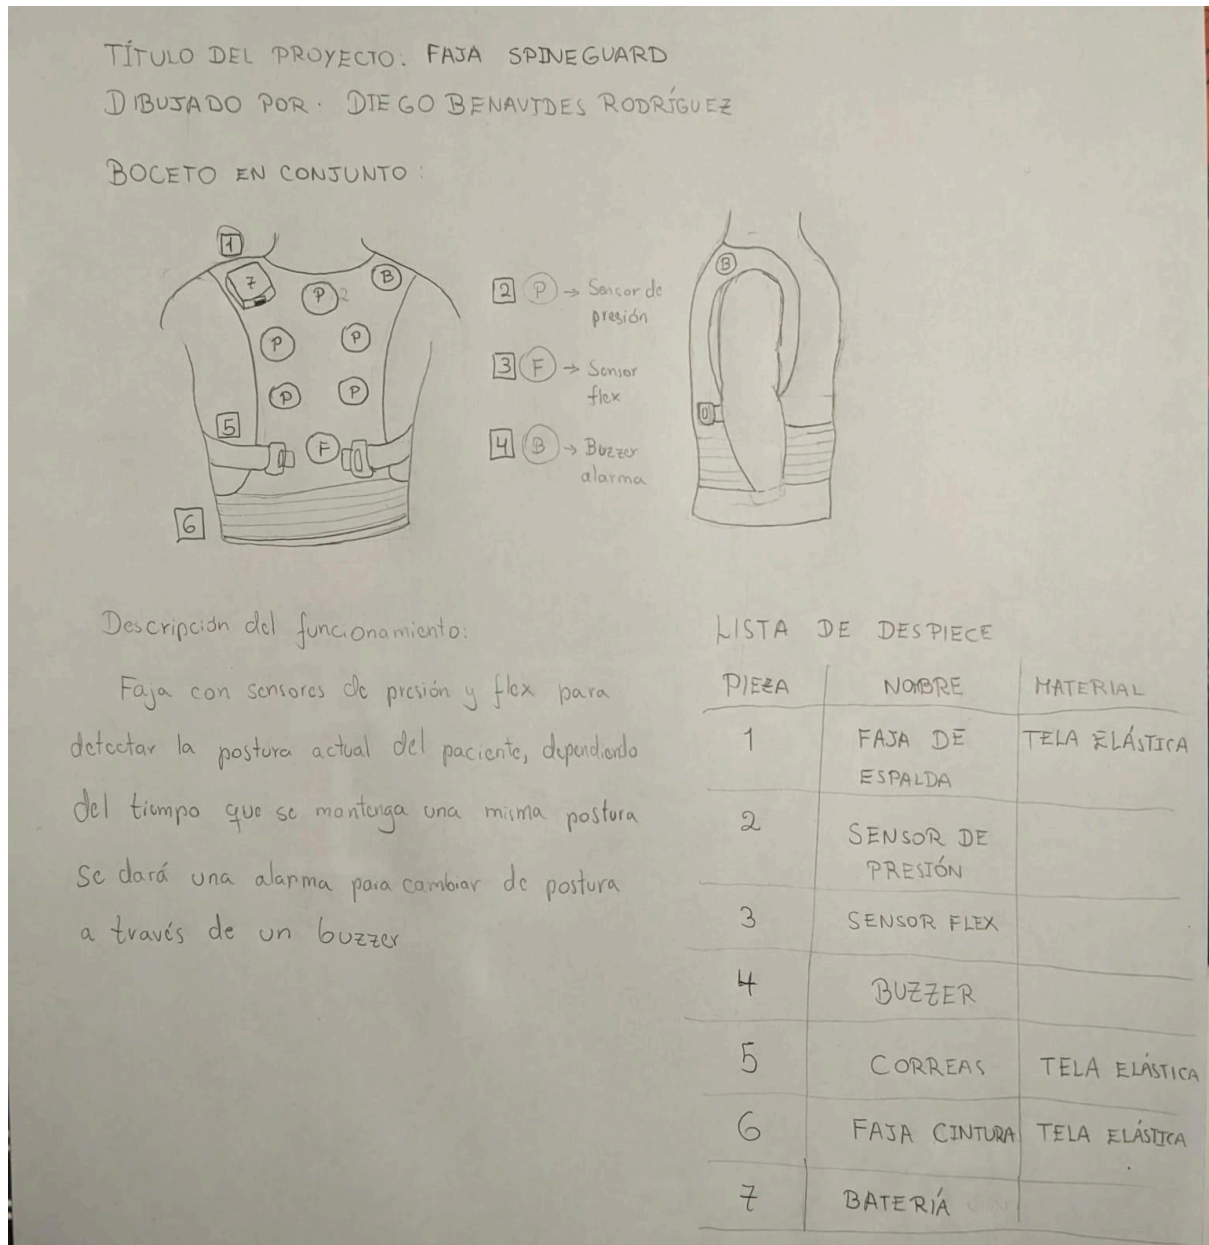 TÍTULO DEL PROYECTO: FAJA SPINEGUARD
DIBUJADO POR: DIEGO BENAVIDES RODRÍGUEZ
BOCETO EN CONJUNTO:
1
7
B
P 2
P
P
P
P
5
F
6
2 P → Sensor de
presión
3 F → Sensor
flex
4 B → Buzzer
alarma
B
Descripción del funcionamiento:
Faja con sensores de presión y flex para
detectar la postura actual del paciente, dependiendo
del tiempo que se mantenga una misma postura
se dará una alarma para cambiar de postura
a través de un buzzer
LISTA DE DESPIECE
PIEZA NOMBRE MATERIAL
1 FAJA DE TELA ELÁSTICA
ESPALDA
2 SENSOR DE
PRESIÓN
3 SENSOR FLEX
4 BUZZER
5 CORREAS TELA ELÁSTICA
6 FAJA CINTURA TELA ELÁSTICA
7 BATERÍA